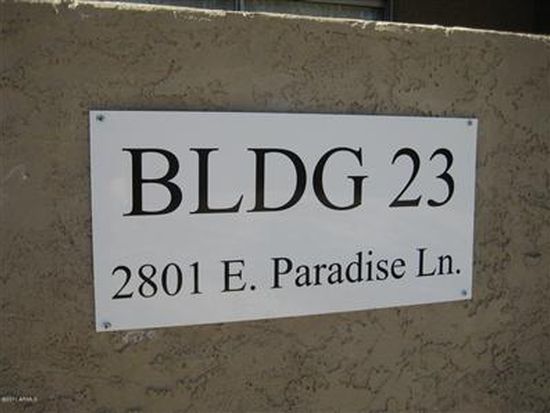 BLDG 23
2801 E. Paradise Ln.